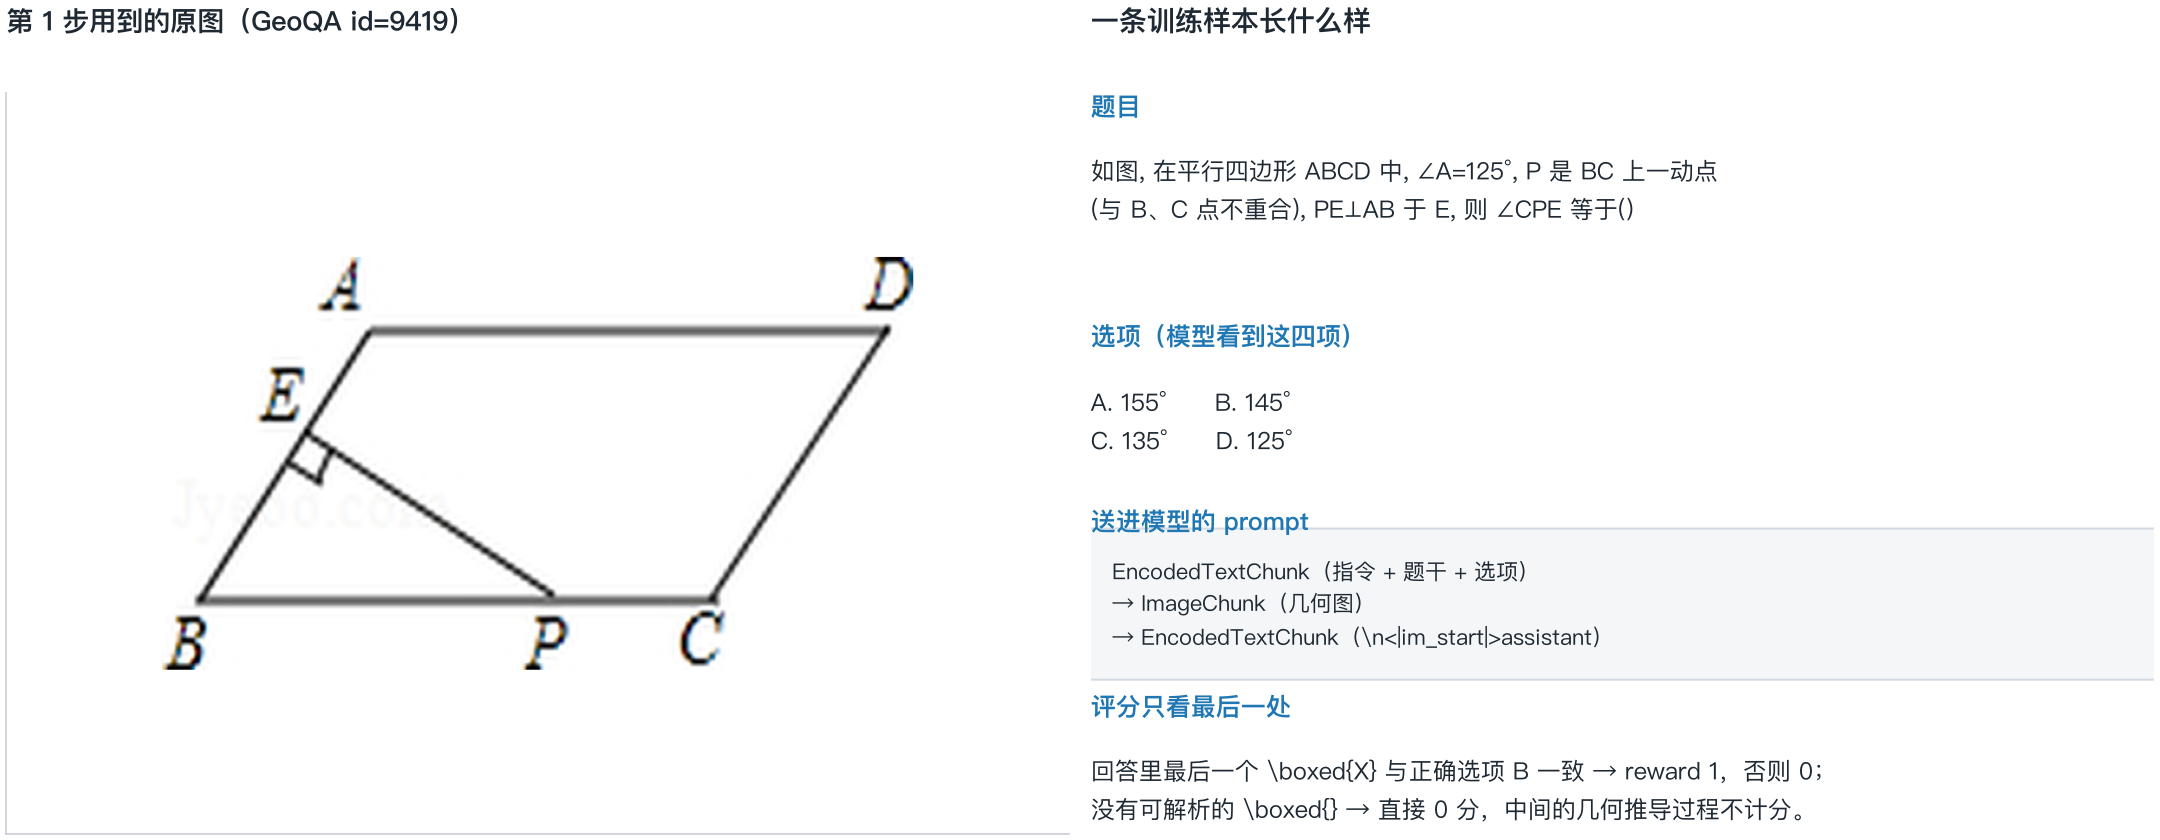 第 1 步用到的原图（GeoQA id=9419）
A
D
E
Jyeoo.com
B
P
C
一条训练样本长什么样
题目
如图, 在平行四边形 ABCD 中, ∠A=125°, P 是 BC 上一动点
(与 B、C 点不重合), PE⊥AB 于 E, 则 ∠CPE 等于()
选项（模型看到这四项）
A. 155° B. 145°
C. 135° D. 125°
送进模型的 prompt
EncodedTextChunk（指令 + 题干 + 选项）
→ ImageChunk（几何图）
→ EncodedTextChunk（\n<|im_start|>assistant）
评分只看最后一处
回答里最后一个 \boxed{X} 与正确选项 B 一致 → reward 1，否则 0；
没有可解析的 \boxed{} → 直接 0 分，中间的几何推导过程不计分。